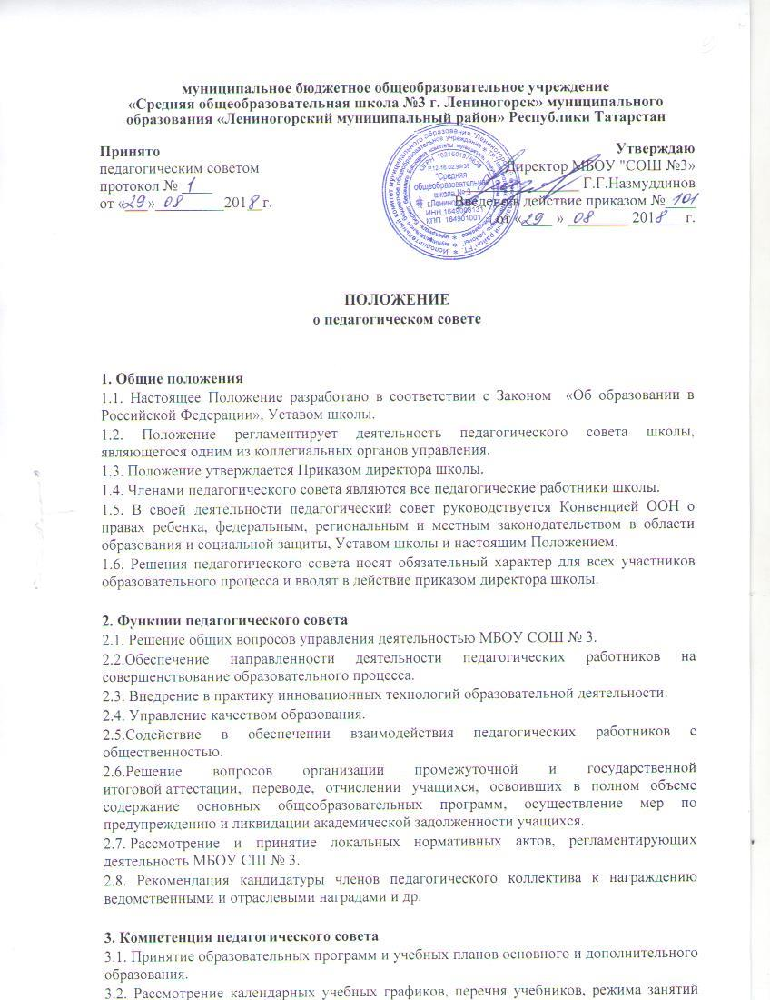 муниципальное бюджетное общеобразовательное учреждение
«Средняя общеобразовательная школа №3 г. Лениногорск» муниципального
образования «Лениногорский муниципальный район» Республики Татарстан
Принято
педагогическим советом
протокол № 1
от «29» 08 2018г.
Утверждаю
Директор МБОУ "СОШ №3»
Г.Г.Назмуддинов
Введено в действие приказом № 101
от «29 » 08 2018 г.
"Средняя
общеобразовательная
школа № 3
г.Лениногорска"
ИНН 1649008131
КПП 164901001
ПОЛОЖЕНИЕ
о педагогическом совете
1. Общие положения
1.1. Настоящее Положение разработано в соответствии с Законом «Об образовании в
Российской Федерации», Уставом школы.
1.2. Положение регламентирует деятельность педагогического совета школы,
являющегося одним из коллегиальных органов управления.
1.3. Положение утверждается Приказом директора школы.
1.4. Членами педагогического совета являются все педагогические работники школы.
1.5. В своей деятельности педагогический совет руководствуется Конвенцией ООН о
правах ребенка, федеральным, региональным и местным законодательством в области
образования и социальной защиты, Уставом школы и настоящим Положением.
1.6. Решения педагогического совета носят обязательный характер для всех участников
образовательного процесса и вводят в действие приказом директора школы.
2. Функции педагогического совета
2.1. Решение общих вопросов управления деятельностью МБОУ СОШ № 3.
2.2.Обеспечение направленности деятельности педагогических работников на
совершенствование образовательного процесса.
2.3. Внедрение в практику инновационных технологий образовательной деятельности.
2.4. Управление качеством образования.
2.5.Содействие в обеспечении взаимодействия педагогических работников с
общественностью.
2.6.Решение вопросов организации промежуточной и государственной
итоговой аттестации, переводе, отчислении учащихся, освоивших в полном объеме
содержание основных общеобразовательных программ, осуществление мер по
предупреждению и ликвидации академической задолженности учащихся.
2.7. Рассмотрение и принятие локальных нормативных актов, регламентирующих
деятельность МБОУ СШ № 3.
2.8. Рекомендация кандидатуры членов педагогического коллектива к награждению
ведомственными и отраслевыми наградами и др.
3. Компетенция педагогического совета
3.1. Принятие образовательных программ и учебных планов основного и дополнительного
образования.
3.2. Рассмотрение календарных учебных графиков, перечня учебников, режима занятий